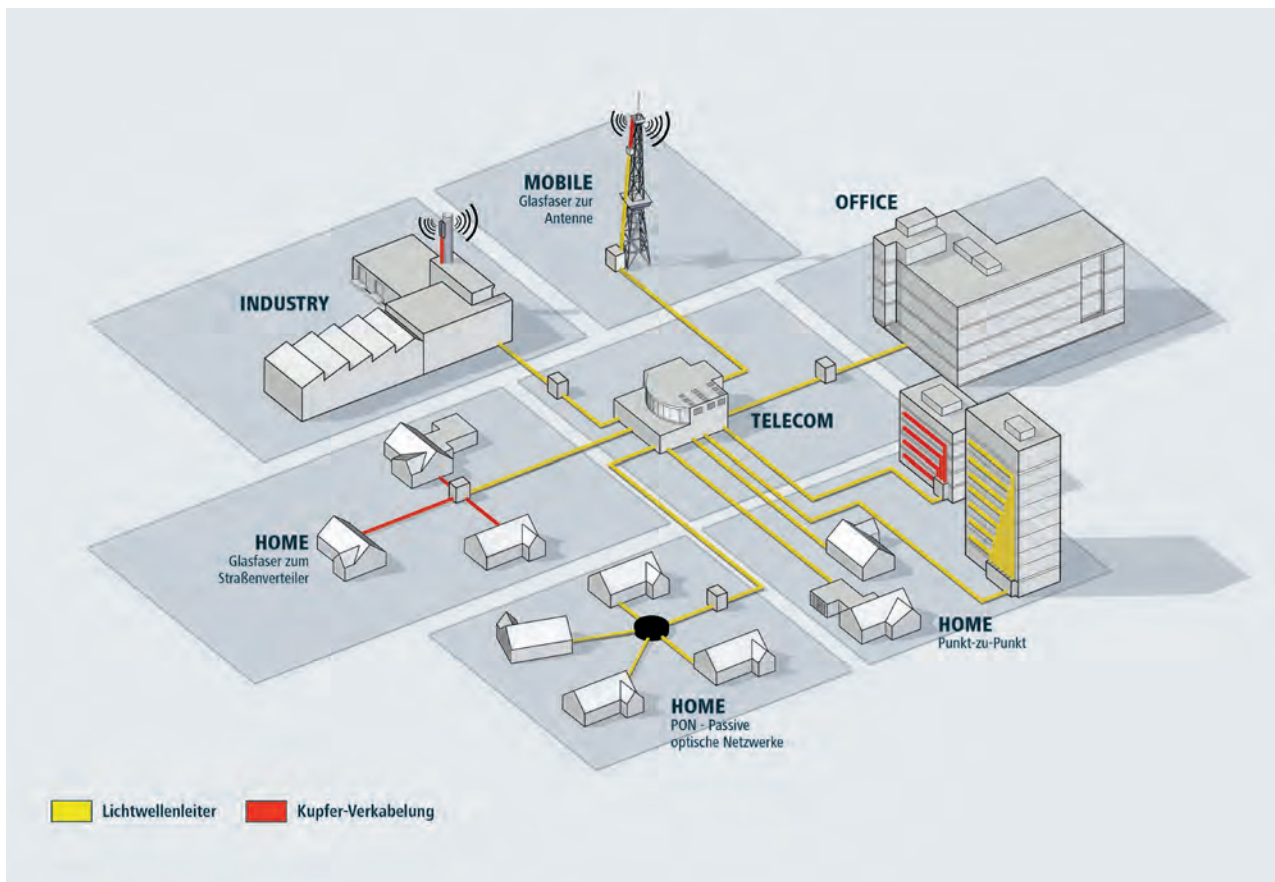 MOBILE
Glasfaser zur
Antenne
OFFICE
INDUSTRY
TELECOM
HOME
Glasfaser zum
Straßenverteiler
HOME
Punkt-zu-Punkt
HOME
PON - Passive
optische Netzwerke
Lichtwellenleiter
Kupfer-Verkabelung